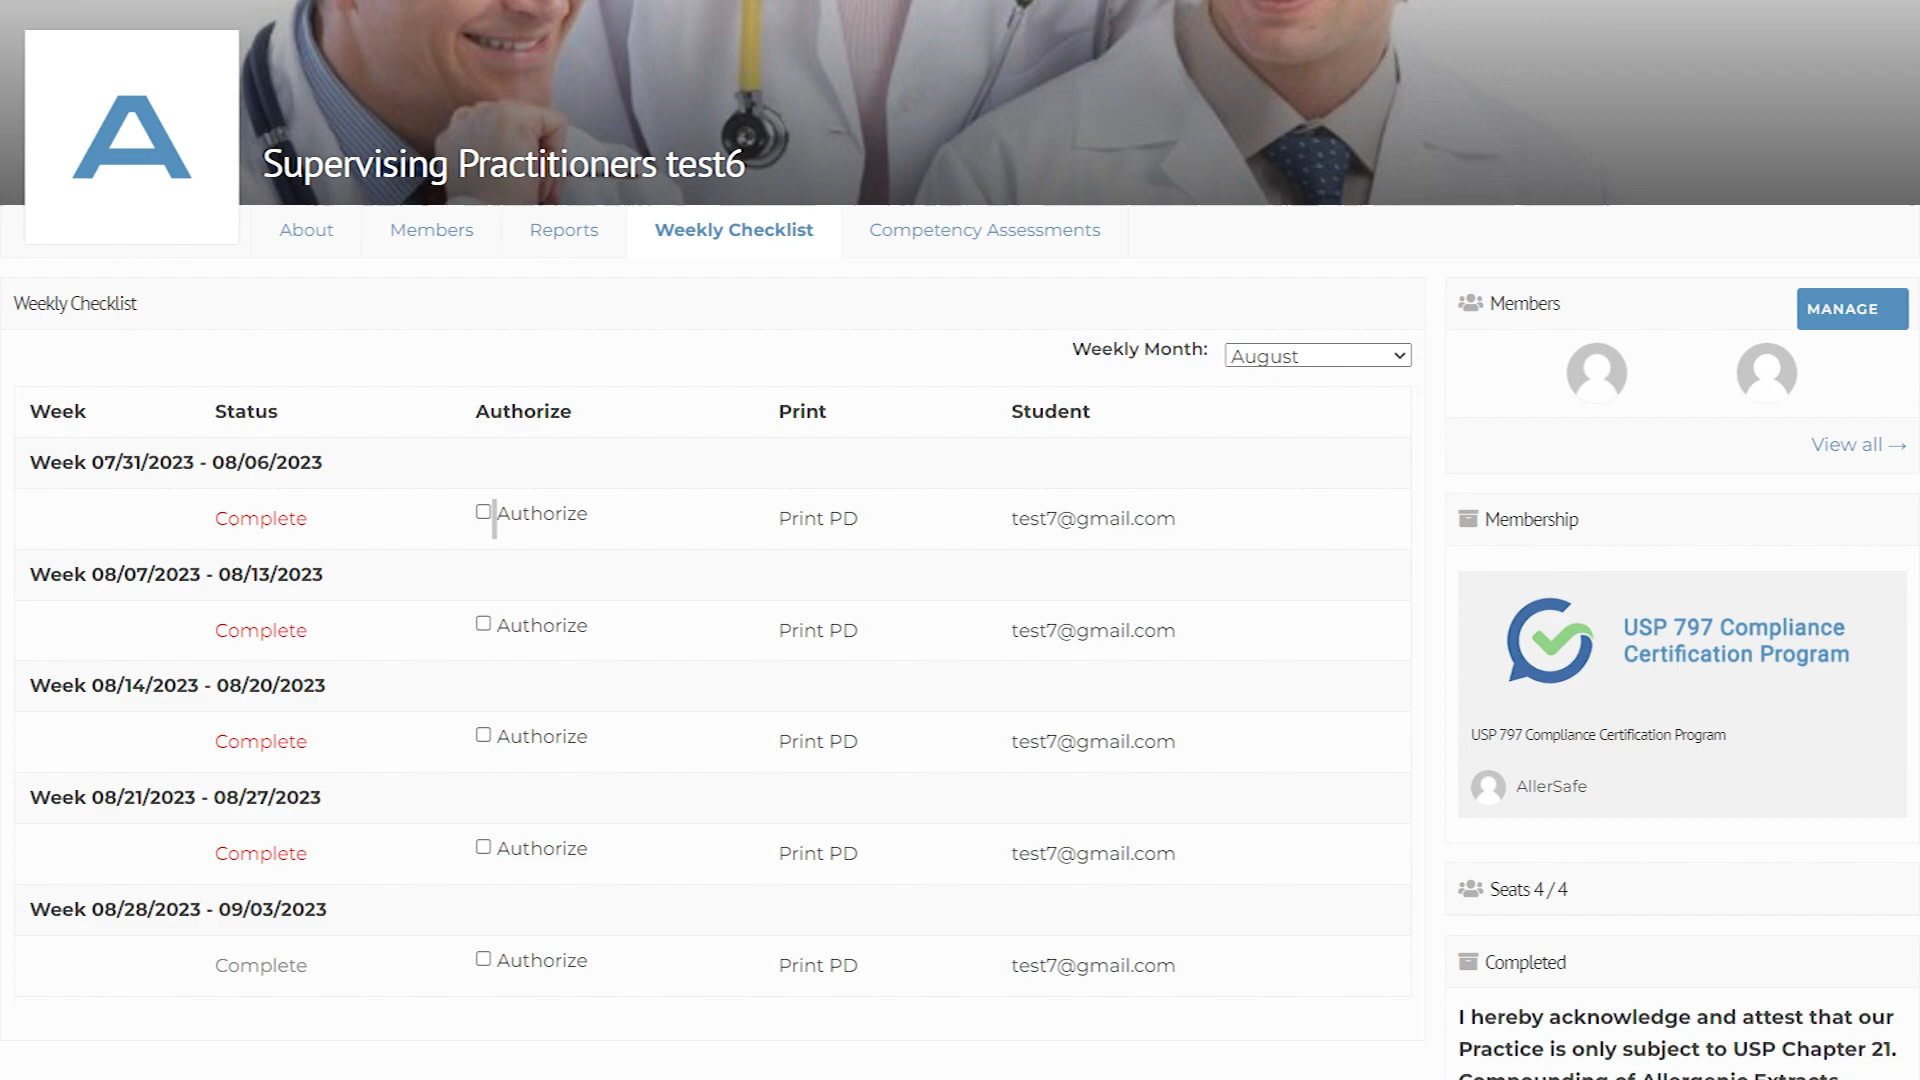 Supervising Practitioners test6
About
Members
Reports
Weekly Checklist
Competency Assessments
Weekly Checklist
Weekly Month:
August
Week
Status
Authorize
Print
Student
Week 07/31/2023 - 08/06/2023
Complete
Authorize
Print PD
test7@gmail.com
Week 08/07/2023 - 08/13/2023
Complete
Authorize
Print PD
test7@gmail.com
Week 08/14/2023 - 08/20/2023
Complete
Authorize
Print PD
test7@gmail.com
Week 08/21/2023 - 08/27/2023
Complete
Authorize
Print PD
test7@gmail.com
Week 08/28/2023 - 09/03/2023
Complete
Authorize
Print PD
test7@gmail.com
Members
MANAGE
View all →
Membership
USP 797 Compliance
Certification Program
USP 797 Compliance Certification Program
AllerSafe
Seats 4 / 4
Completed
I hereby acknowledge and attest that our
Practice is only subject to USP Chapter 21.
Compounding of Allergenic Extracts